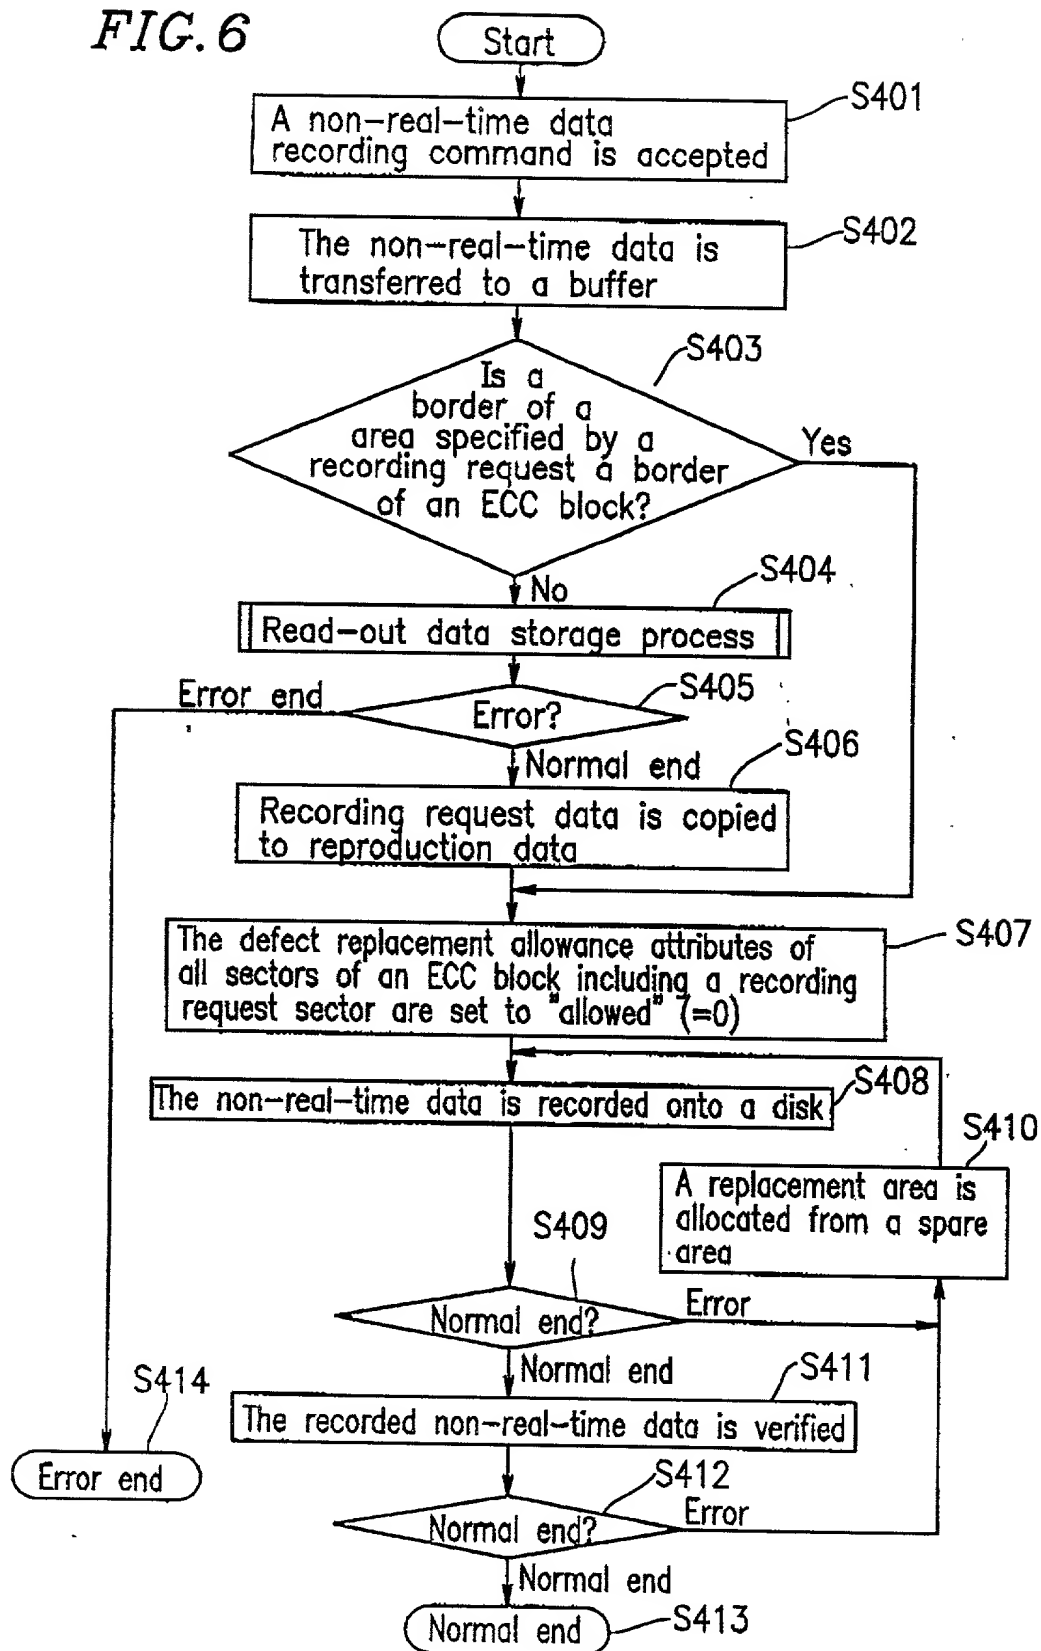 FIG. 6
Start
S401
A non-real-time data
recording command is accepted
S402
The non-real-time data is
transferred to a buffer
S403
Is a
border of a
area specified by a
recording request a border
of an ECC block?
Yes
No
S404
Read-out data storage process
Error end
S405
Error?
S406
Normal end
Recording request data is copied
to reproduction data
S407
The defect replacement allowance attributes of
all sectors of an ECC block including a recording
request sector are set to "allowed" (=0)
S408
The non-real-time data is recorded onto a disk
S410
A replacement area is
allocated from a spare
area
S409
Normal end?
Error
Normal end
S411
The recorded non-real-time data is verified
S414
Error end
S412
Normal end?
Error
Normal end
Normal end
S413